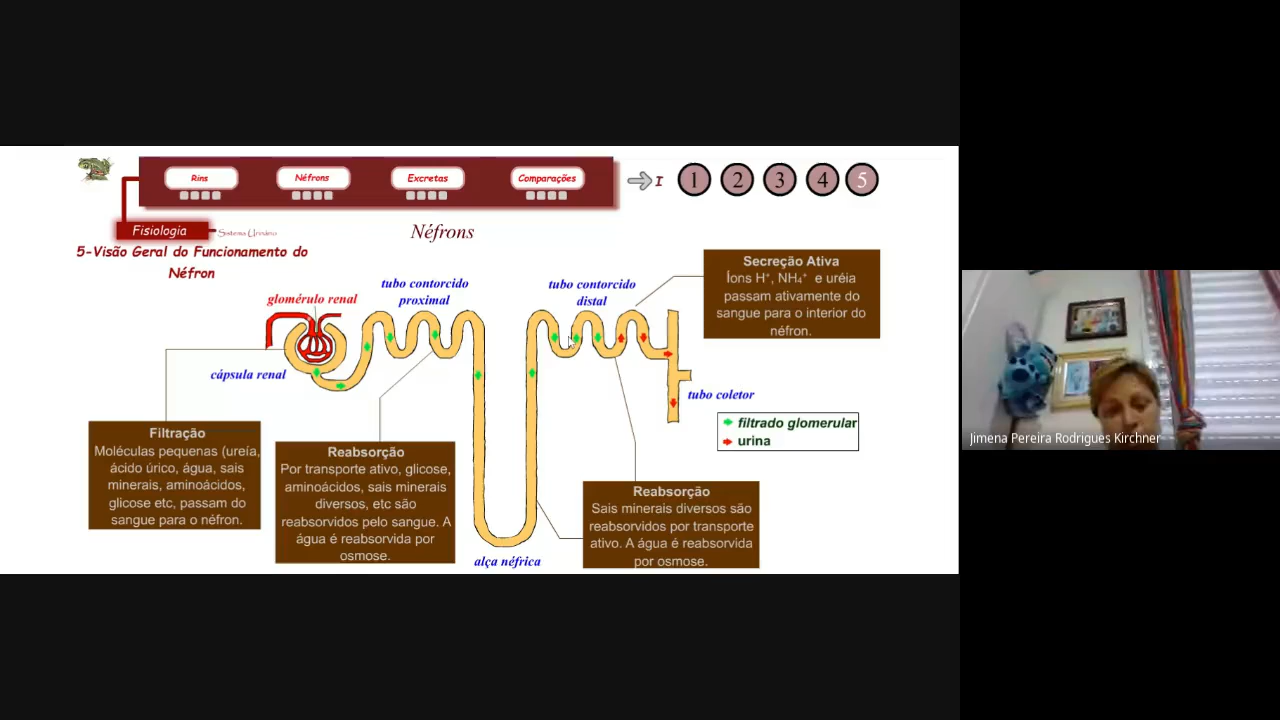 Rins
Néfrons
Excretas
Comparações
I
1
2
3
4
5
Fisiologia
Sistema Urinário
Néfrons
5-Visão Geral do Funcionamento do
Néfron
glomérulo renal
tubo contorcido
proximal
tubo contorcido
distal
Secreção Ativa
Íons H⁺, NH₄⁺ e uréia
passam ativamente do
sangue para o interior do
néfron.
cápsula renal
tubo coletor
filtrado glomerular
urina
Filtração
Moléculas pequenas (ureía,
ácido úrico, água, sais
minerais, aminoácidos,
glicose etc, passam do
sangue para o néfron.
Reabsorção
Por transporte ativo, glicose,
aminoácidos, sais minerais
diversos, etc são
reabsorvidos pelo sangue. A
água é reabsorvida por
osmose.
Reabsorção
Sais minerais diversos são
reabsorvidos por transporte
ativo. A água é reabsorvida
por osmose.
alça néfrica
Jimena Pereira Rodrigues Kirchner